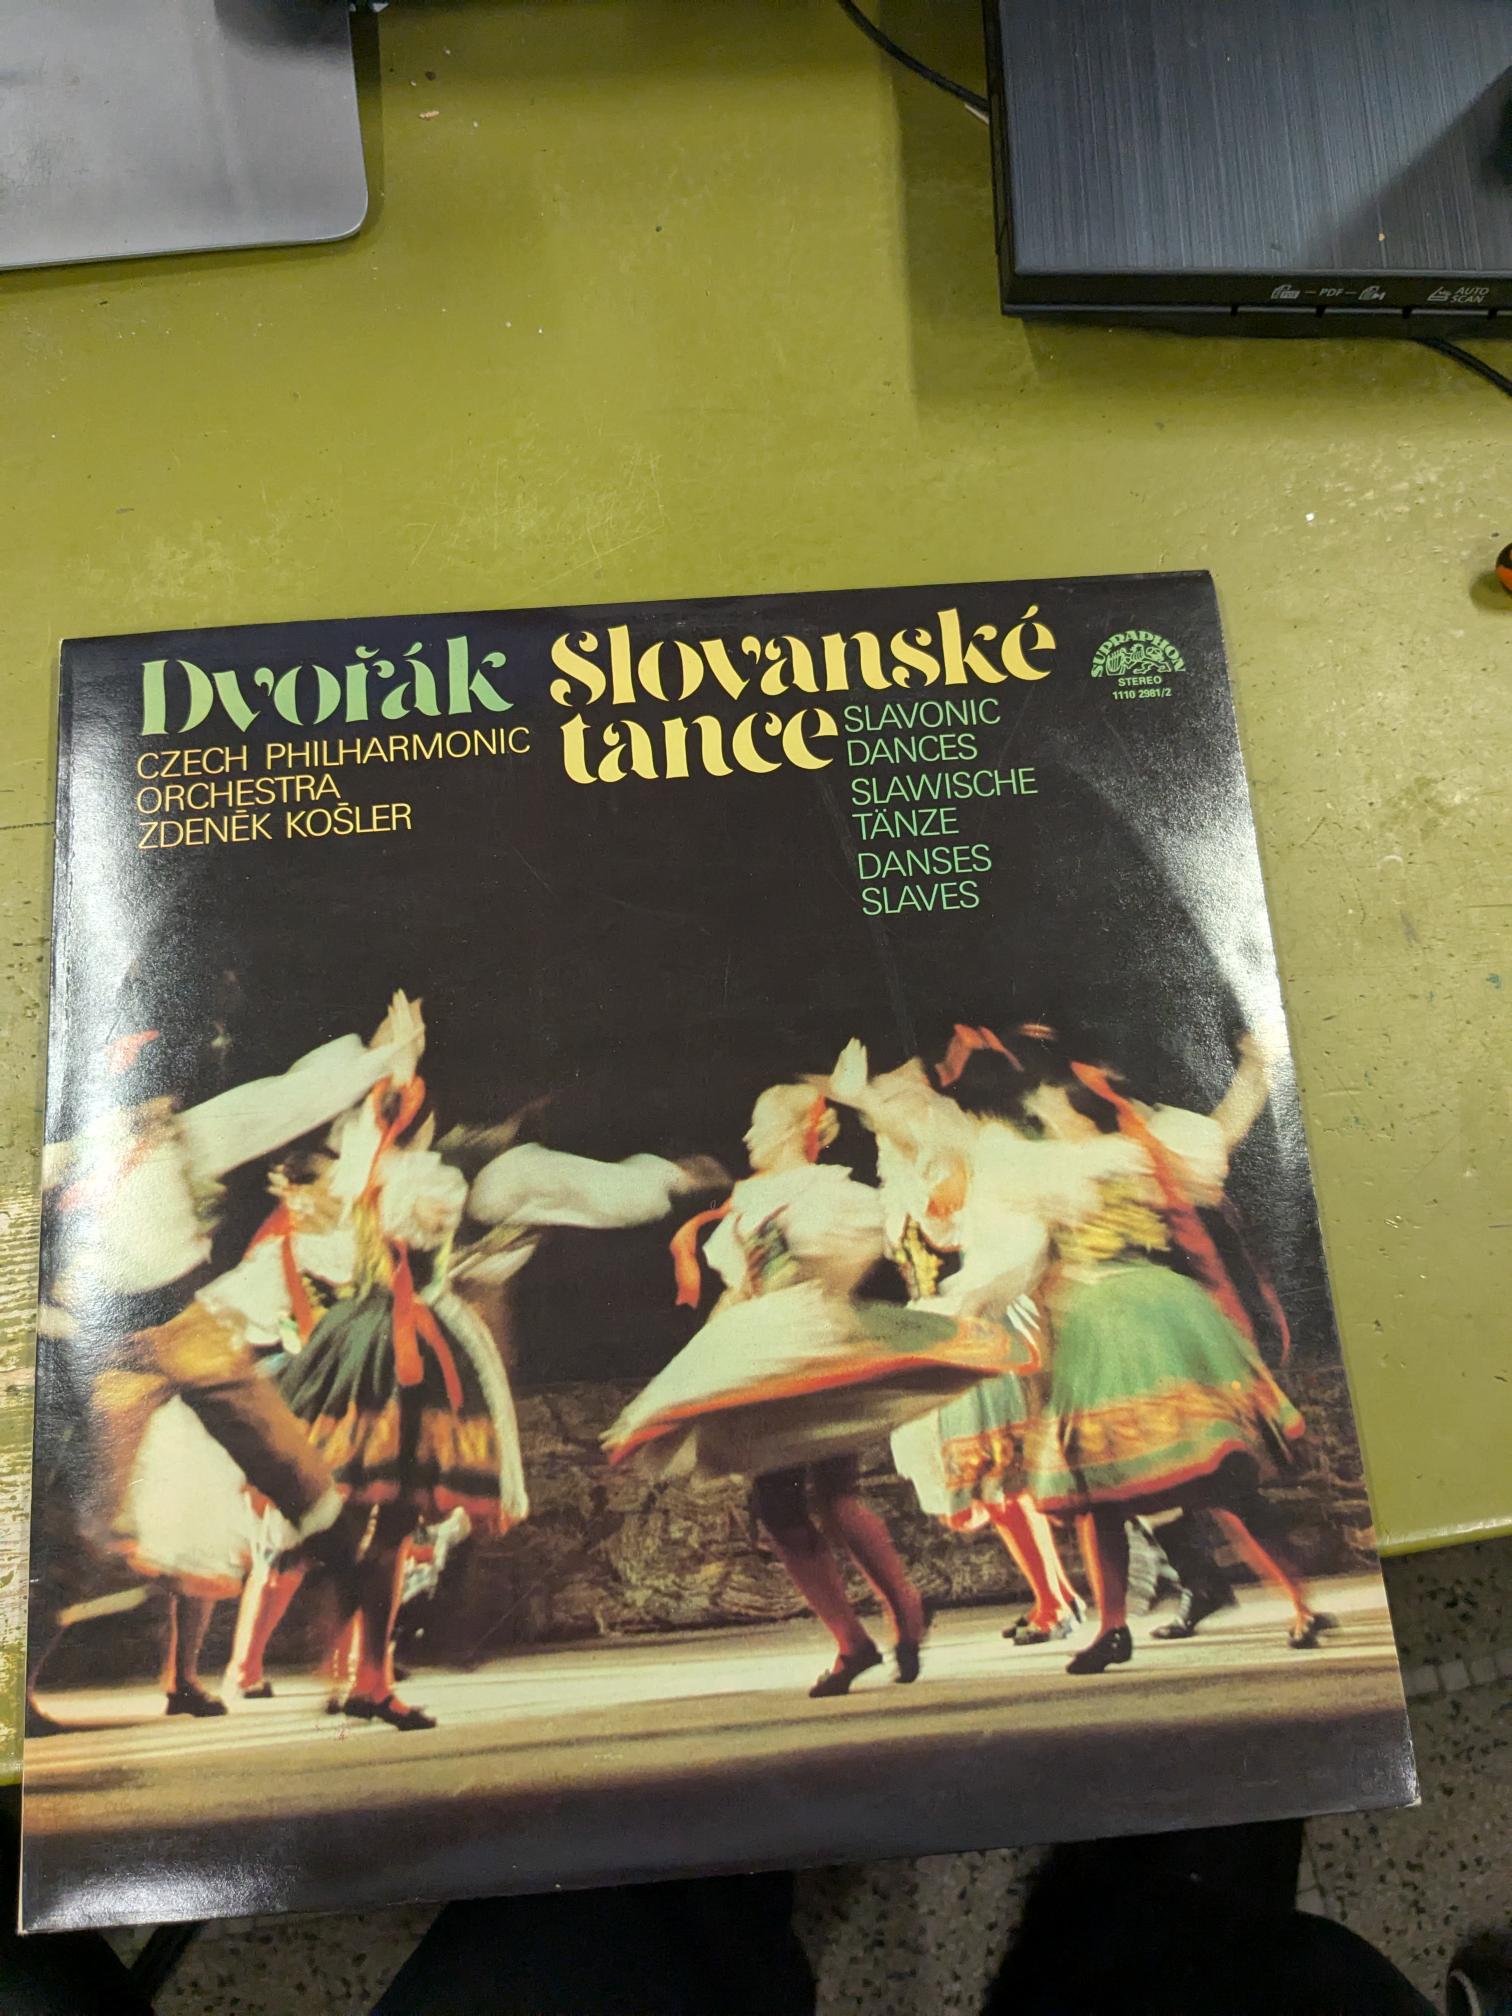 PDF
AUTO
SCAN
Dvořák
CZECH PHILHARMONIC
ORCHESTRA
ZDENĚK KOŠLER
Slovanské
tance
SLAVONIC
DANCES
SLAWISCHE
TÄNZE
DANSES
SLAVES
SUPRAPHON
STEREO
1110 2981/2